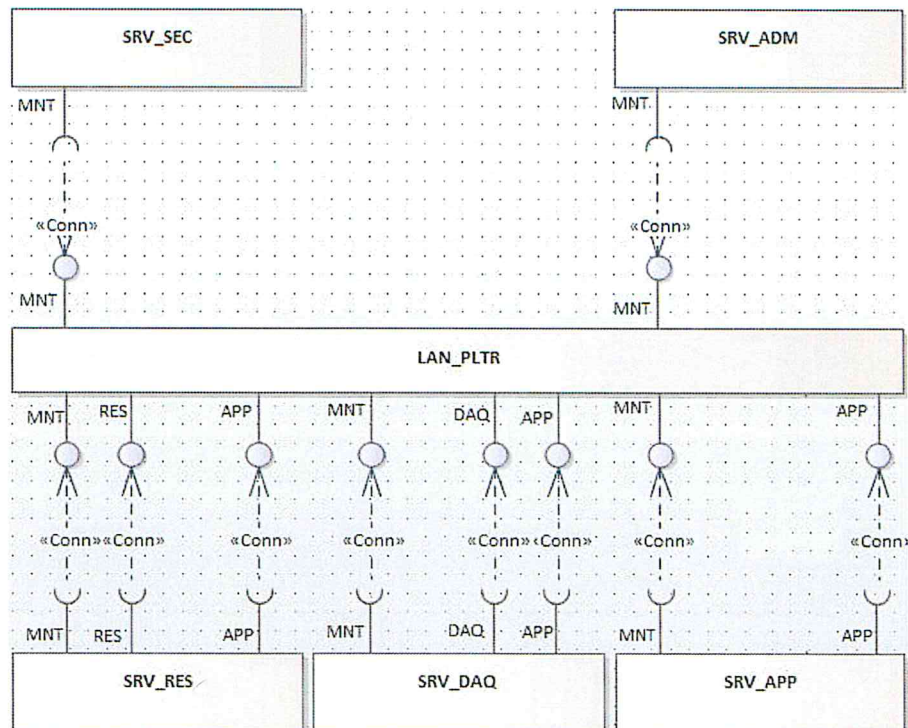 SRV_SEC SRV_ADM
MNT MNT
«Conn» «Conn»
MNT MNT
LAN_PLTR
MNT RES APP MNT DAQ APP MNT APP
«Conn» «Conn» «Conn» «Conn» «Conn» «Conn» «Conn» «Conn»
MNT RES APP MNT DAQ APP MNT APP
SRV_RES SRV_DAQ SRV_APP